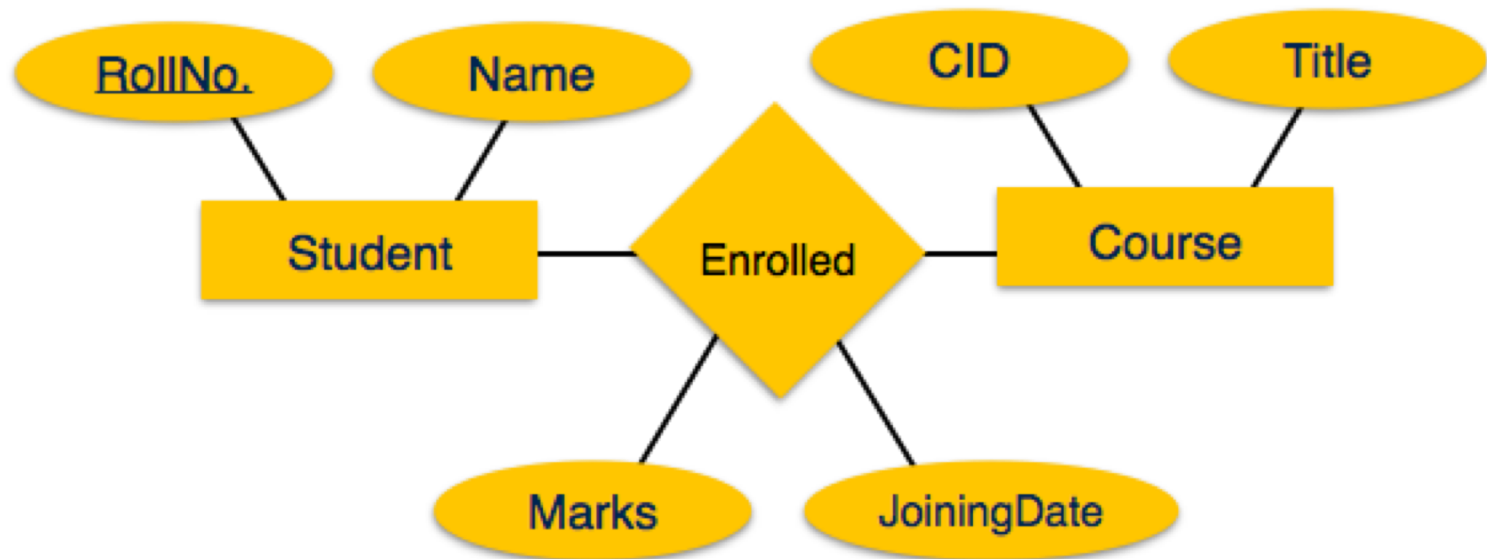 RollNo.
Name
CID
Title
Student
Enrolled
Course
Marks
JoiningDate